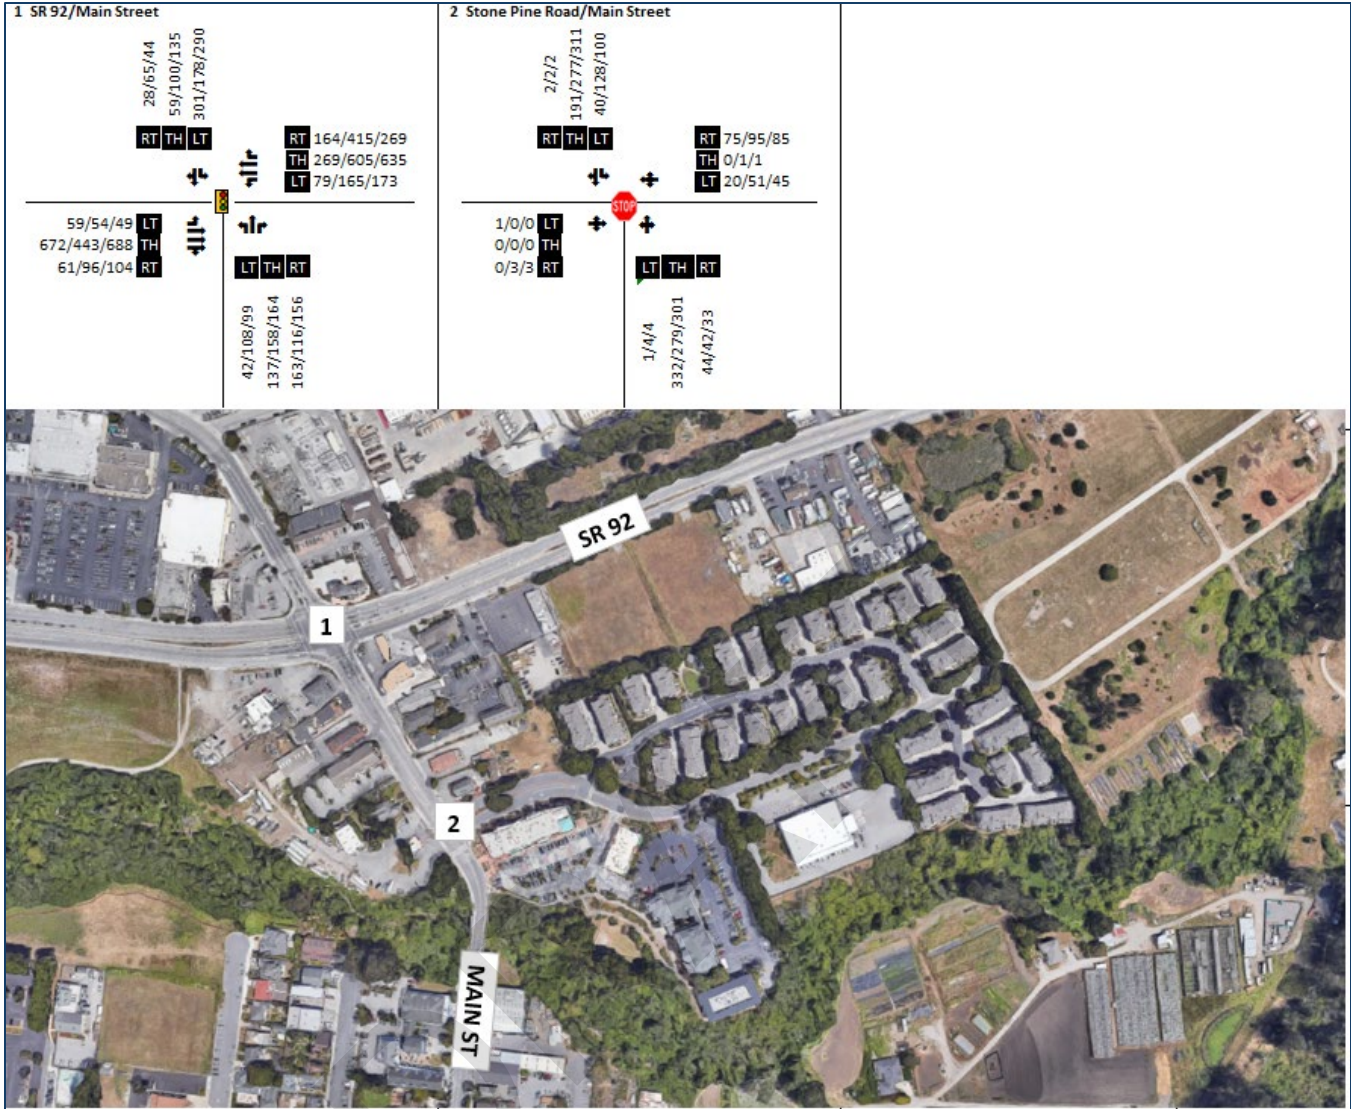 1 SR 92/Main Street
28/65/44
59/100/135
301/178/290
RT TH LT
RT 164/415/269
TH 269/605/635
LT 79/165/173
59/54/49 LT
672/443/688 TH
61/96/104 RT
LT TH RT
42/108/99
137/158/164
163/116/156
2 Stone Pine Road/Main Street
2/2/2
191/277/311
40/128/100
RT TH LT
RT 75/95/85
TH 0/1/1
LT 20/51/45
STOP
1/0/0 LT
0/0/0 TH
0/3/3 RT
LT TH RT
1/4/4
332/279/301
44/42/33
SR 92
1
2
MAIN ST